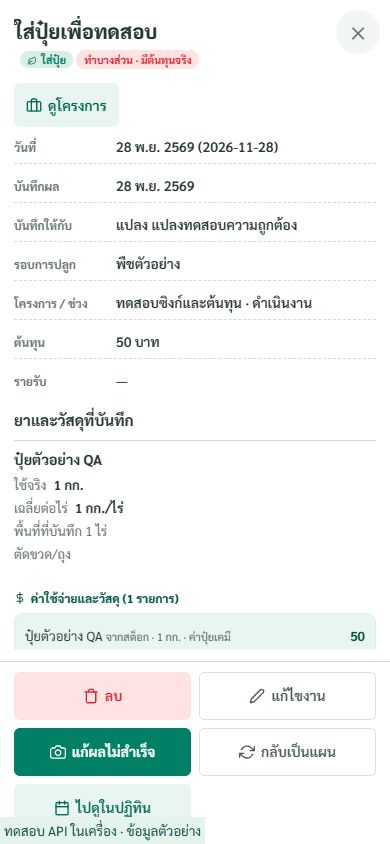 ใส่ปุ๋ยเพื่อทดสอบ
ใส่ปุ๋ย ทำบางส่วน · มีต้นทุนจริง
ดูโครงการ
วันที่ 28 พ.ย. 2569 (2026-11-28)
บันทึกผล 28 พ.ย. 2569
บันทึกให้กับ แปลง แปลงทดสอบความถูกต้อง
รอบการปลูก พืชตัวอย่าง
โครงการ / ช่วง ทดสอบซิงก์และต้นทุน · ดำเนินงาน
ต้นทุน 50 บาท
รายรับ —
ยาและวัสดุที่บันทึก
ปุ๋ยตัวอย่าง QA
ใช้จริง 1 กก.
เฉลี่ยต่อไร่ 1 กก./ไร่
พื้นที่ที่บันทึก 1 ไร่
ตัดขวด/ถุง
ค่าใช้จ่ายและวัสดุ (1 รายการ)
ปุ๋ยตัวอย่าง QA จากสต็อก · 1 กก. · ค่าปุ๋ยเคมี 50
ลบ แก้ไขงาน
แก้ผลไม่สำเร็จ กลับเป็นแผน
ไปดูในปฏิทิน
ทดสอบ API ในเครื่อง · ข้อมูลตัวอย่าง